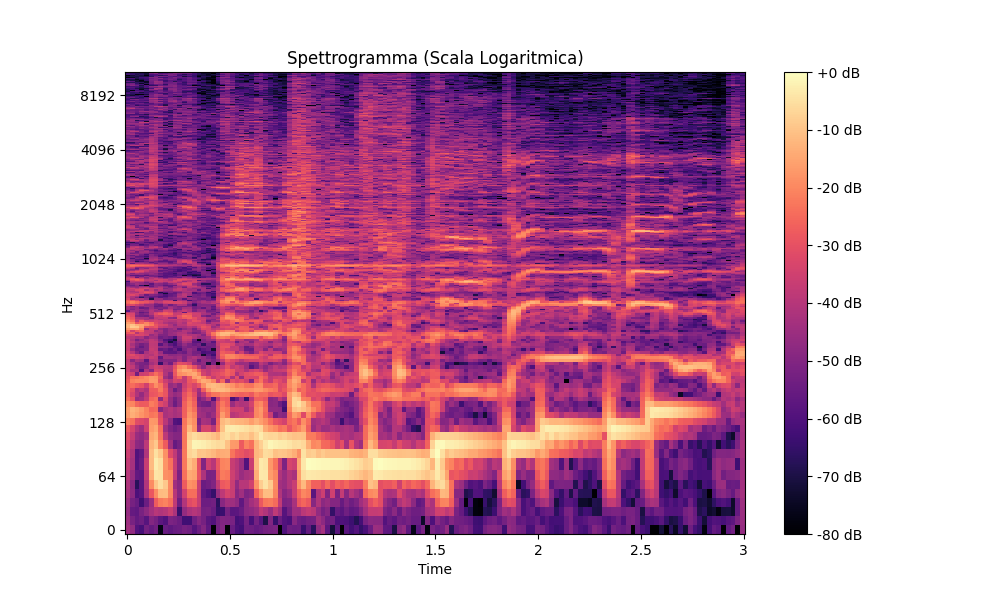 Spettrogramma (Scala Logaritmica)
Hz
8192
4096
2048
1024
512
256
128
64
0
0
0.5
1
1.5
2
2.5
3
Time
+0 dB
-10 dB
-20 dB
-30 dB
-40 dB
-50 dB
-60 dB
-70 dB
-80 dB